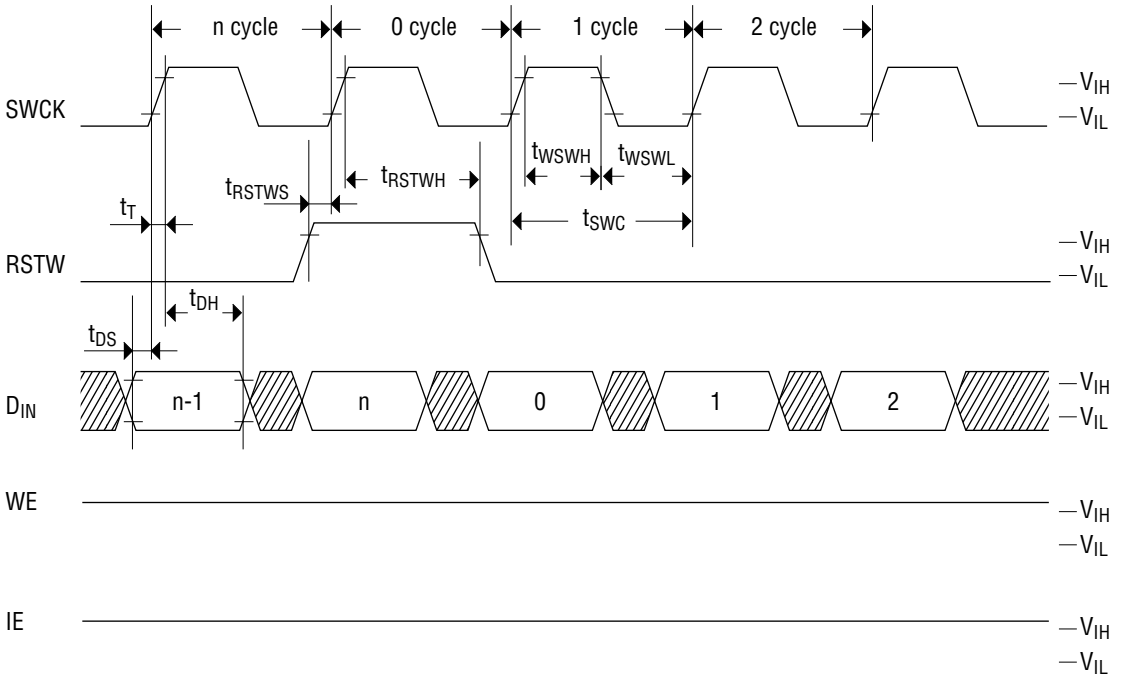 n cycle 0 cycle 1 cycle 2 cycle
SWCK
VIH
VIL
tWSWH tWSWL
tRSTWS tRSTWH
tT
tSWC
RSTW
VIH
VIL
tDH
tDS
DIN
n-1 n 0 1 2
VIH
VIL
WE
VIH
VIL
IE
VIH
VIL